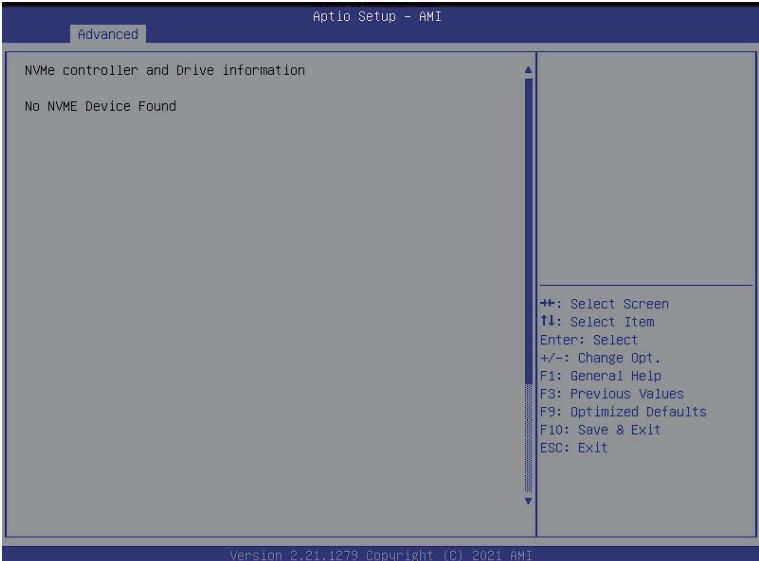 Aptio Setup – AMI
Advanced
NVMe controller and Drive information
No NVME Device Found
→←: Select Screen
↑↓: Select Item
Enter: Select
+/-: Change Opt.
F1: General Help
F3: Previous Values
F9: Optimized Defaults
F10: Save & Exit
ESC: Exit
Version 2.21.1279 Copyright (C) 2021 AMI